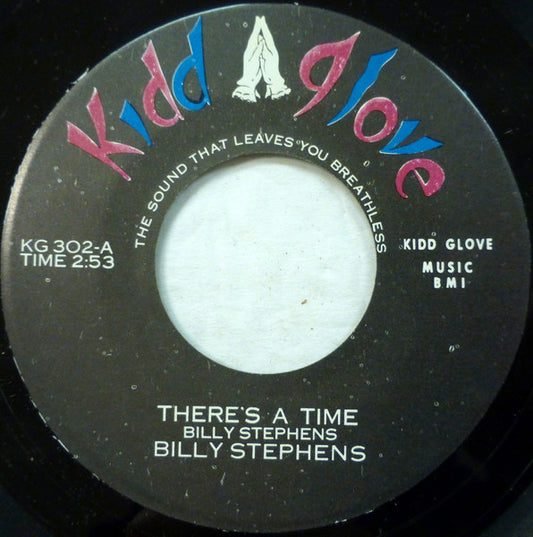 Kidd glove
THE SOUND THAT LEAVES YOU BREATHLESS
KG 302-A
TIME 2:53
KIDD GLOVE
MUSIC
BMI
THERE'S A TIME
BILLY STEPHENS
BILLY STEPHENS